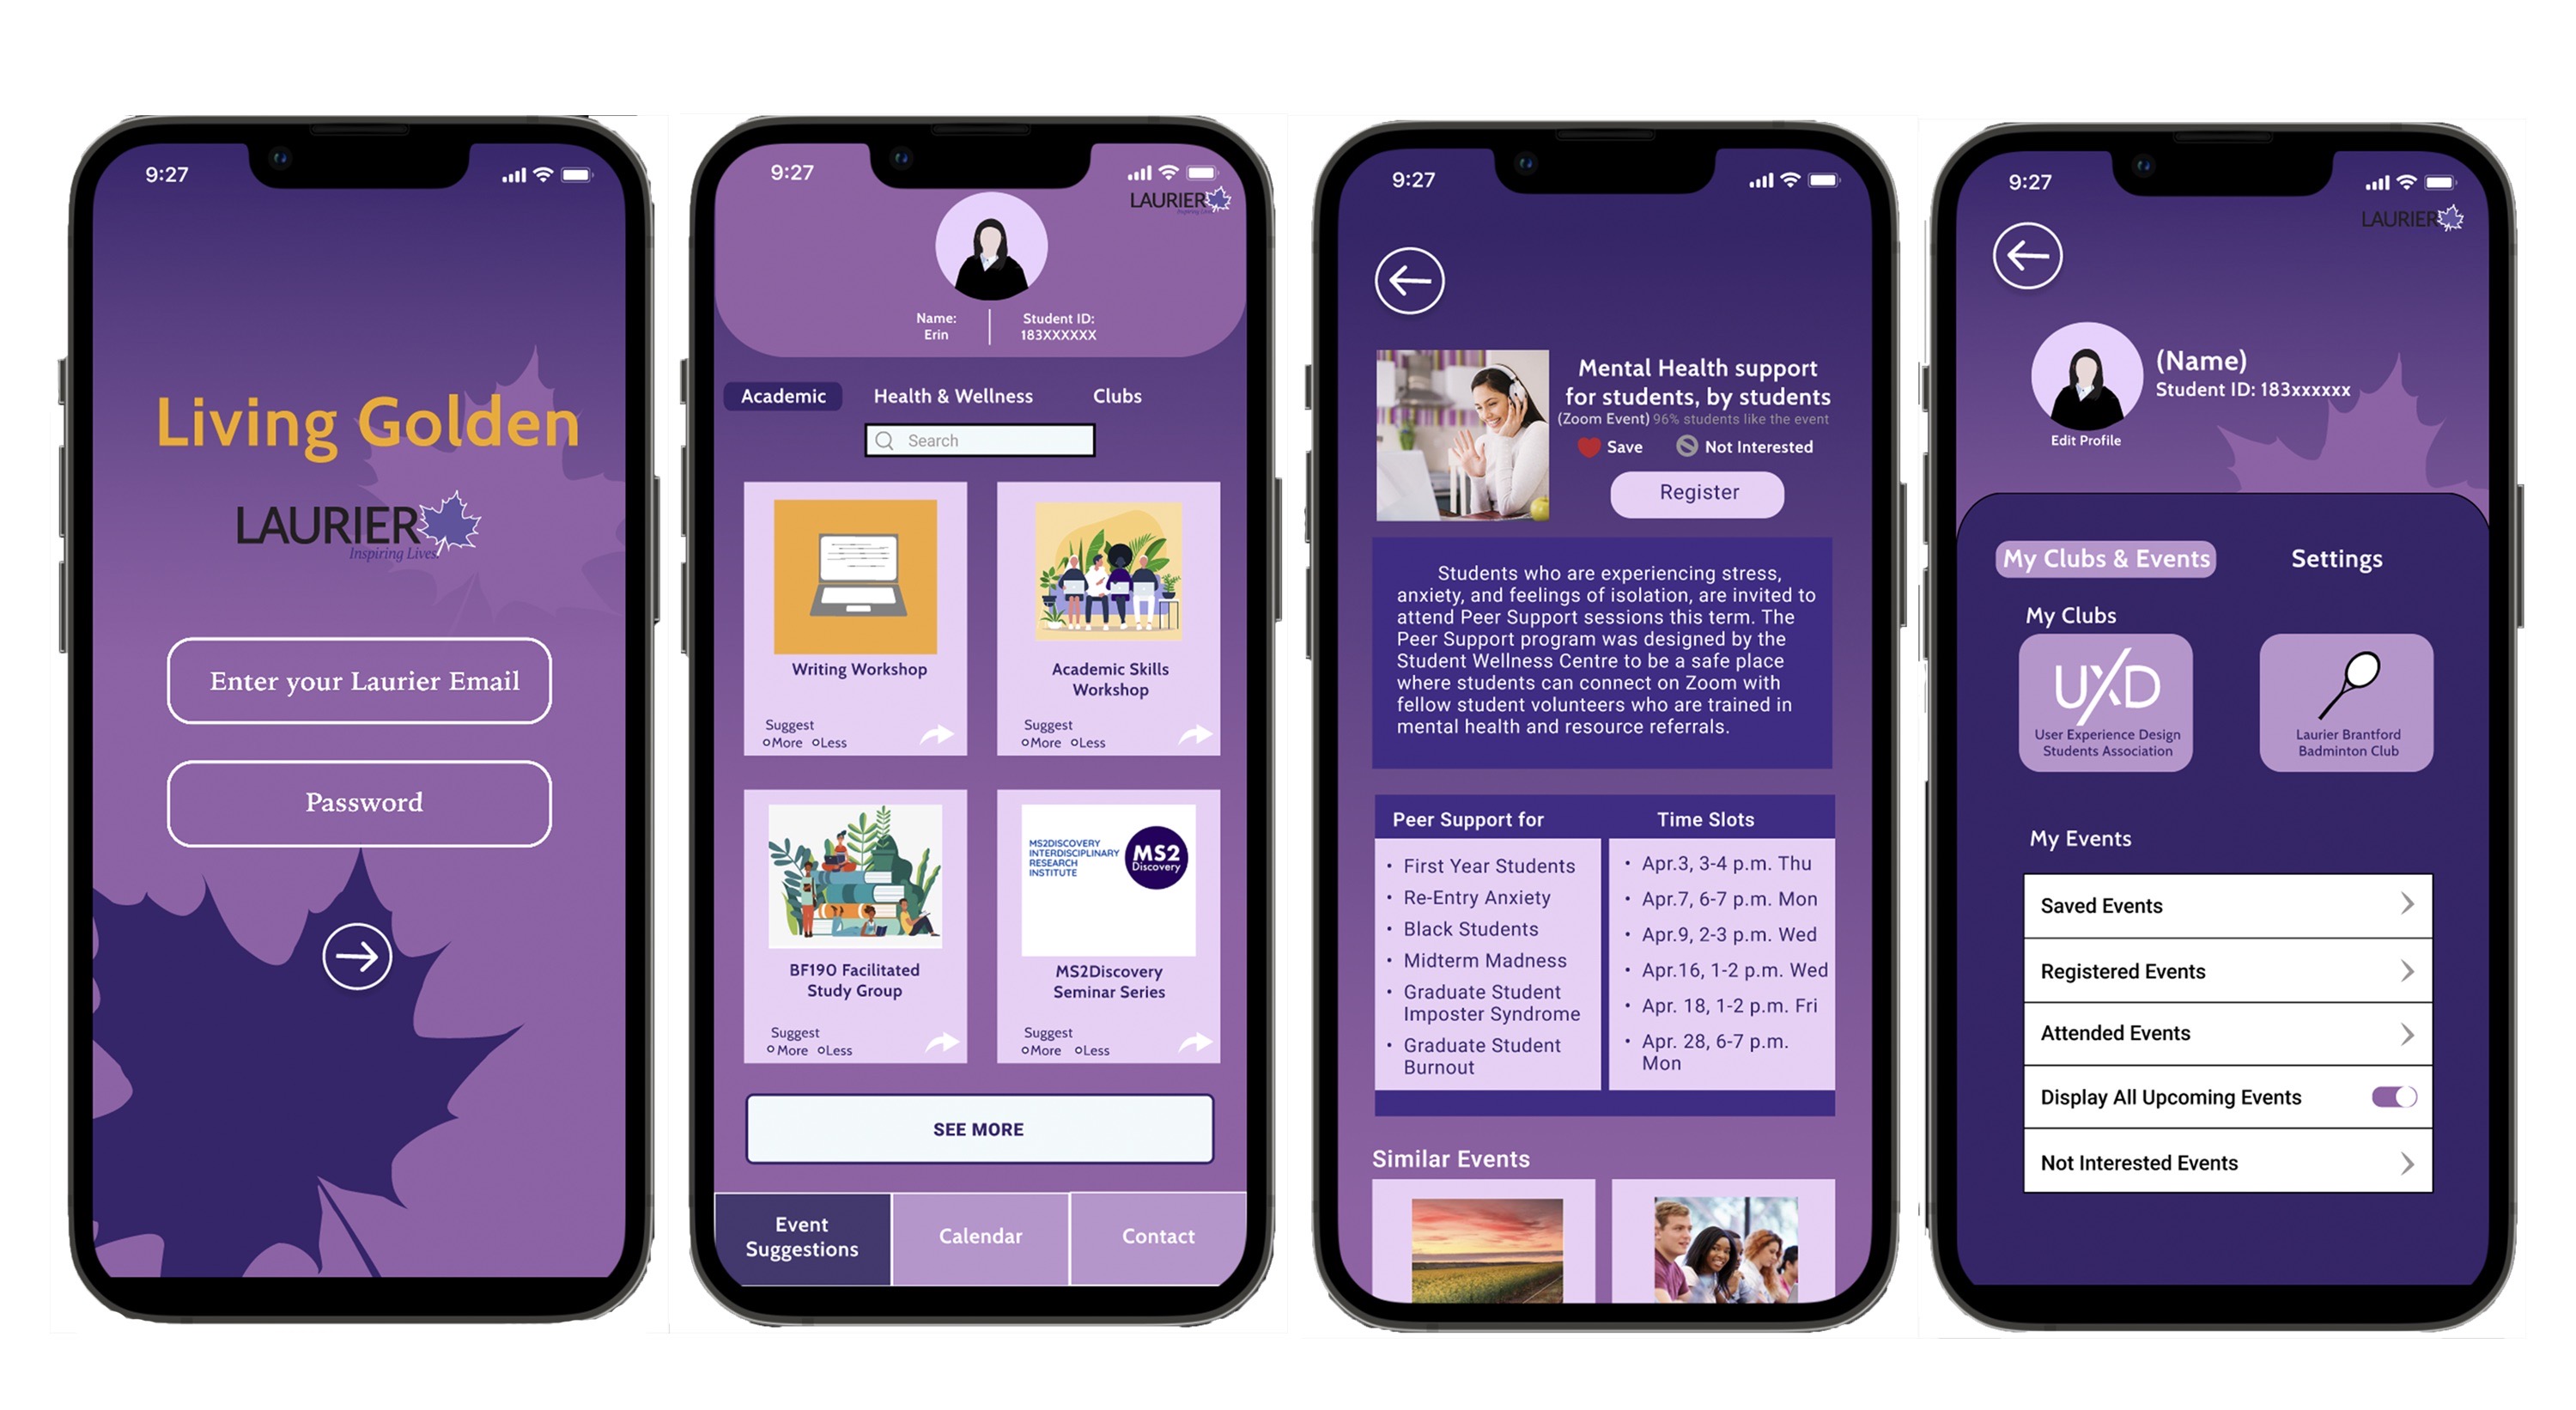 9:27
Living Golden
LAURIER
Inspiring Lives
Enter your Laurier Email
Password
9:27
LAURIER
Name:
Erin
Student ID:
183XXXXXX
Academic
Health & Wellness
Clubs
Search
Writing Workshop
Suggest
More Less
Academic Skills
Workshop
Suggest
More Less
BF190 Facilitated
Study Group
Suggest
More Less
MS2DISCOVERY
INTERDISCIPLINARY
RESEARCH
INSTITUTE
MS2
Discovery
MS2Discovery
Seminar Series
Suggest
More Less
SEE MORE
Event
Suggestions
Calendar
Contact
9:27
Mental Health support
for students, by students
(Zoom Event) 96% students like the event
Save
Not Interested
Register
Students who are experiencing stress,
anxiety, and feelings of isolation, are invited to
attend Peer Support sessions this term. The
Peer Support program was designed by the
Student Wellness Centre to be a safe place
where students can connect on Zoom with
fellow student volunteers who are trained in
mental health and resource referrals.
Peer Support for
• First Year Students
• Re-Entry Anxiety
• Black Students
• Midterm Madness
• Graduate Student
Imposter Syndrome
• Graduate Student
Burnout
Time Slots
• Apr.3, 3-4 p.m. Thu
• Apr.7, 6-7 p.m. Mon
• Apr.9, 2-3 p.m. Wed
• Apr.16, 1-2 p.m. Wed
• Apr. 18, 1-2 p.m. Fri
• Apr. 28, 6-7 p.m.
Mon
Similar Events
9:27
LAURIER
(Name)
Student ID: 183xxxxxx
Edit Profile
My Clubs & Events
Settings
My Clubs
UXD
User Experience Design
Students Association
Laurier Brantford
Badminton Club
My Events
Saved Events
Registered Events
Attended Events
Display All Upcoming Events
Not Interested Events